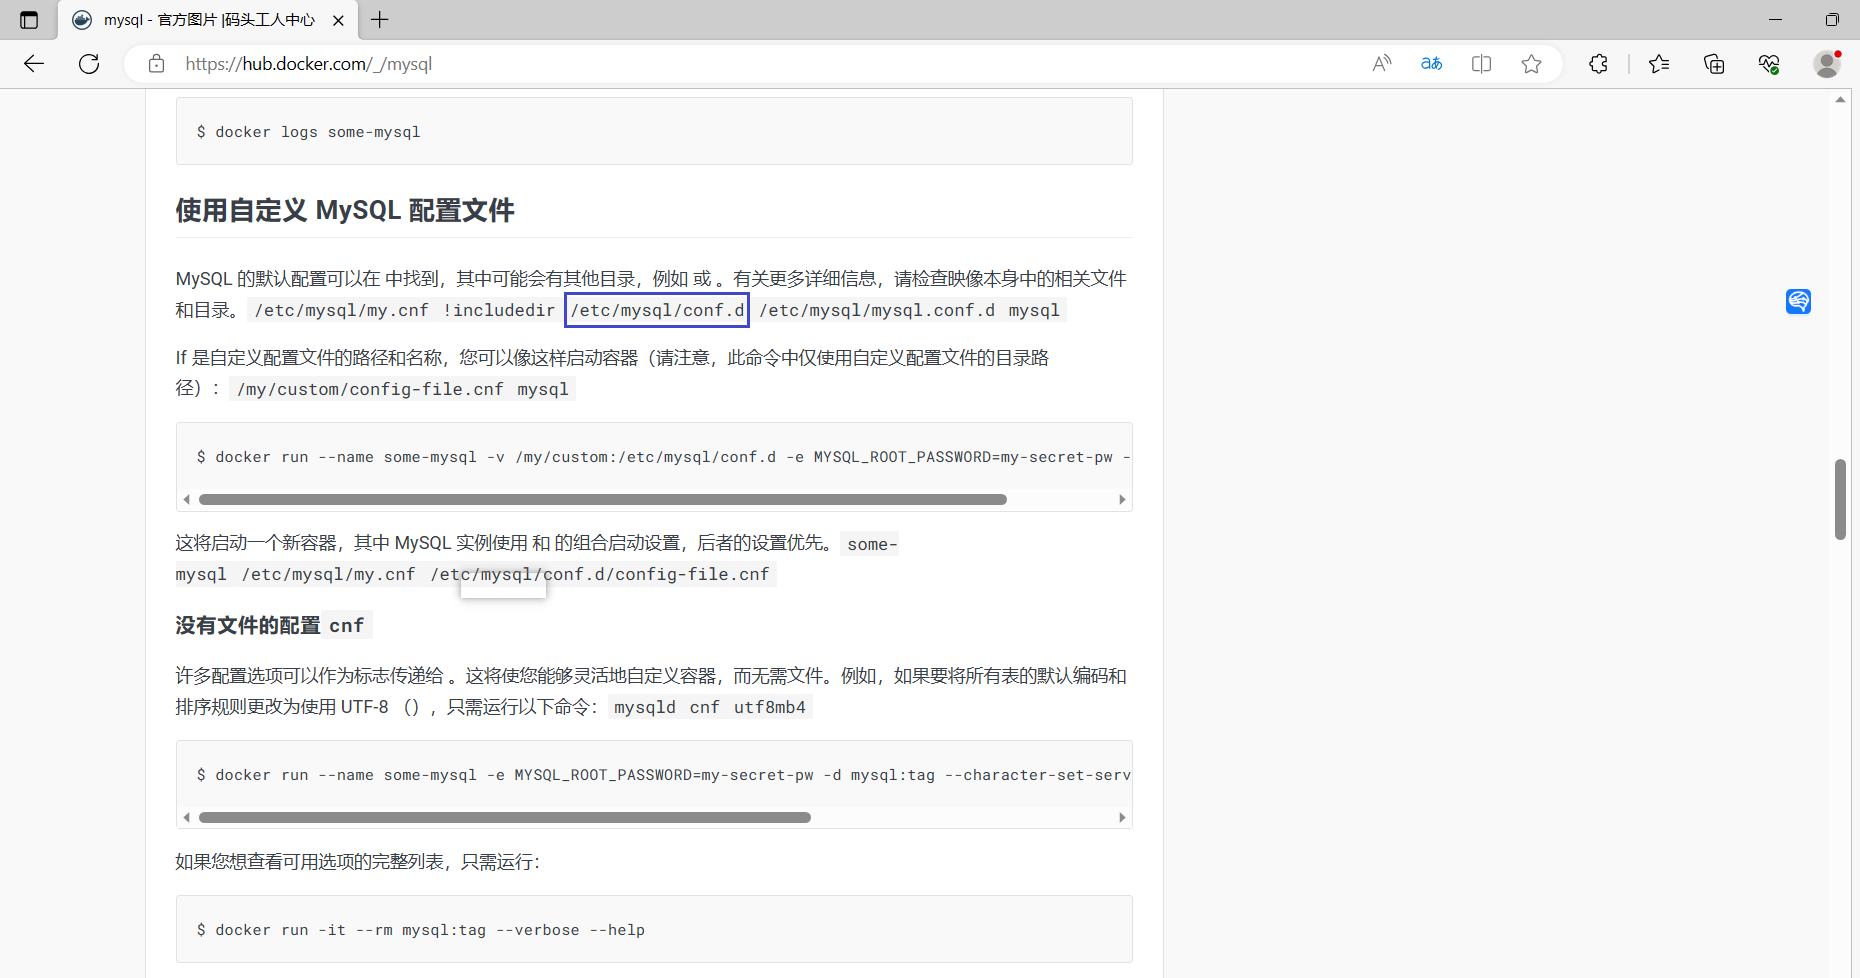 mysql - 官方图片 |码头工人中心
https://hub.docker.com/_/mysql
$ docker logs some-mysql
使用自定义 MySQL 配置文件
MySQL 的默认配置可以在 中找到，其中可能会有其他目录，例如 或 。有关更多详细信息，请检查映像本身中的相关文件
和目录。 /etc/mysql/my.cnf !includedir /etc/mysql/conf.d /etc/mysql/mysql.conf.d mysql
If 是自定义配置文件的路径和名称，您可以像这样启动容器（请注意，此命令中仅使用自定义配置文件的目录路
径）： /my/custom/config-file.cnf mysql
$ docker run --name some-mysql -v /my/custom:/etc/mysql/conf.d -e MYSQL_ROOT_PASSWORD=my-secret-pw -
这将启动一个新容器，其中 MySQL 实例使用 和 的组合启动设置，后者的设置优先。 some-
mysql /etc/mysql/my.cnf /etc/mysql/conf.d/config-file.cnf
没有文件的配置 cnf
许多配置选项可以作为标志传递给 。这将使您能够灵活地自定义容器，而无需文件。例如，如果要将所有表的默认编码和
排序规则更改为使用 UTF-8 （），只需运行以下命令： mysqld cnf utf8mb4
$ docker run --name some-mysql -e MYSQL_ROOT_PASSWORD=my-secret-pw -d mysql:tag --character-set-serv
如果您想查看可用选项的完整列表，只需运行：
$ docker run -it --rm mysql:tag --verbose --help